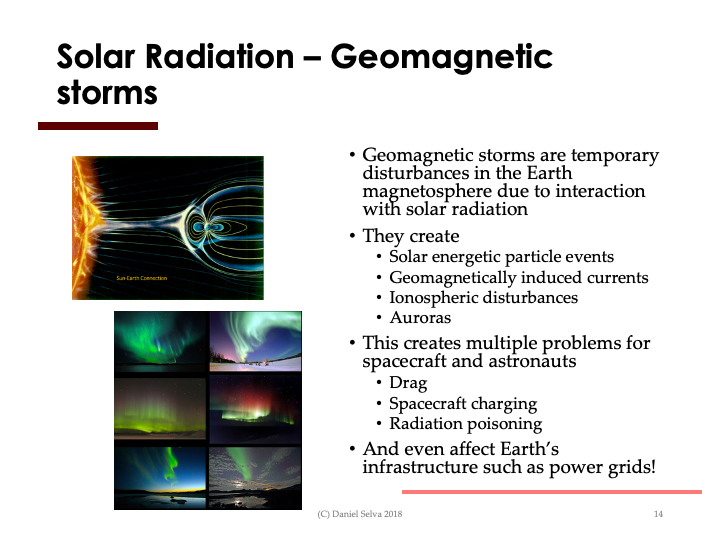 Solar Radiation – Geomagnetic
storms
Sun-Earth Connection
• Geomagnetic storms are temporary
disturbances in the Earth
magnetosphere due to interaction
with solar radiation
• They create
• Solar energetic particle events
• Geomagnetically induced currents
• Ionospheric disturbances
• Auroras
• This creates multiple problems for
spacecraft and astronauts
• Drag
• Spacecraft charging
• Radiation poisoning
• And even affect Earth’s
infrastructure such as power grids!
(C) Daniel Selva 2018
14